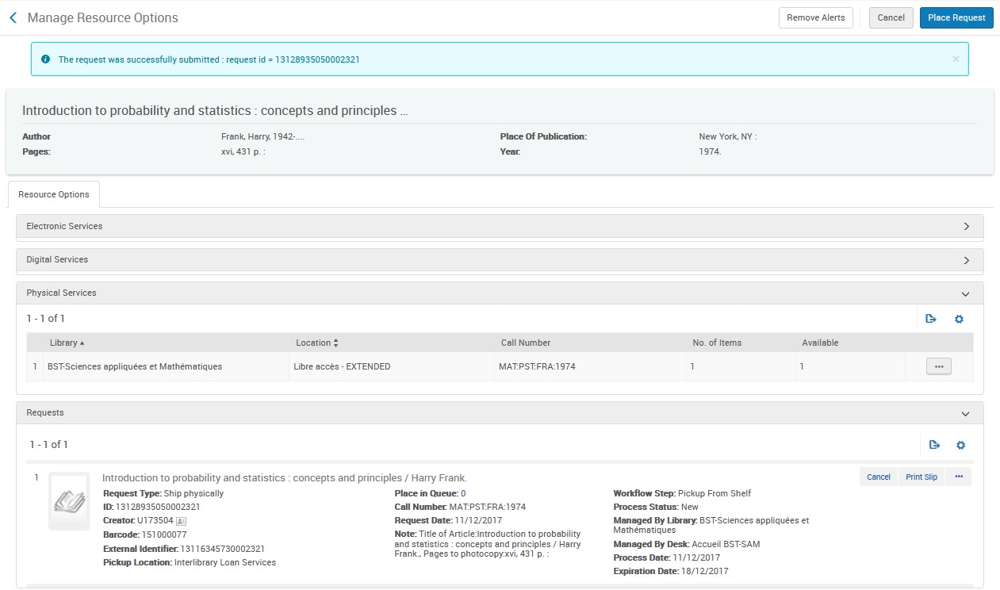 Manage Resource Options
Remove Alerts
Cancel
Place Request
The request was successfully submitted : request id = 13128935050002321
Introduction to probability and statistics : concepts and principles ...
Author Frank, Harry, 1942-.... Place Of Publication: New York, NY :
Pages: xvi, 431 p. : Year: 1974.
Resource Options
Electronic Services
Digital Services
Physical Services
1 - 1 of 1
Library Location Call Number No. of Items Available
1 BST-Sciences appliquées et Mathématiques Libre accès - EXTENDED MAT:PST:FRA:1974 1 1
Requests
1 - 1 of 1
1 Introduction to probability and statistics : concepts and principles / Harry Frank.
Cancel
Print Slip
Request Type: Ship physically
ID: 13128935050002321
Creator: U173504
Barcode: 151000077
External Identifier: 13116345730002321
Pickup Location: Interlibrary Loan Services
Place in Queue: 0
Call Number: MAT:PST:FRA:1974
Request Date: 11/12/2017
Note: Title of Article:Introduction to probability
and statistics : concepts and principles / Harry
Frank., Pages to photocopy:xvi, 431 p. :
Workflow Step: Pickup From Shelf
Process Status: New
Managed By Library: BST-Sciences appliquées et
Mathématiques
Managed By Desk: Accueil BST-SAM
Process Date: 11/12/2017
Expiration Date: 18/12/2017